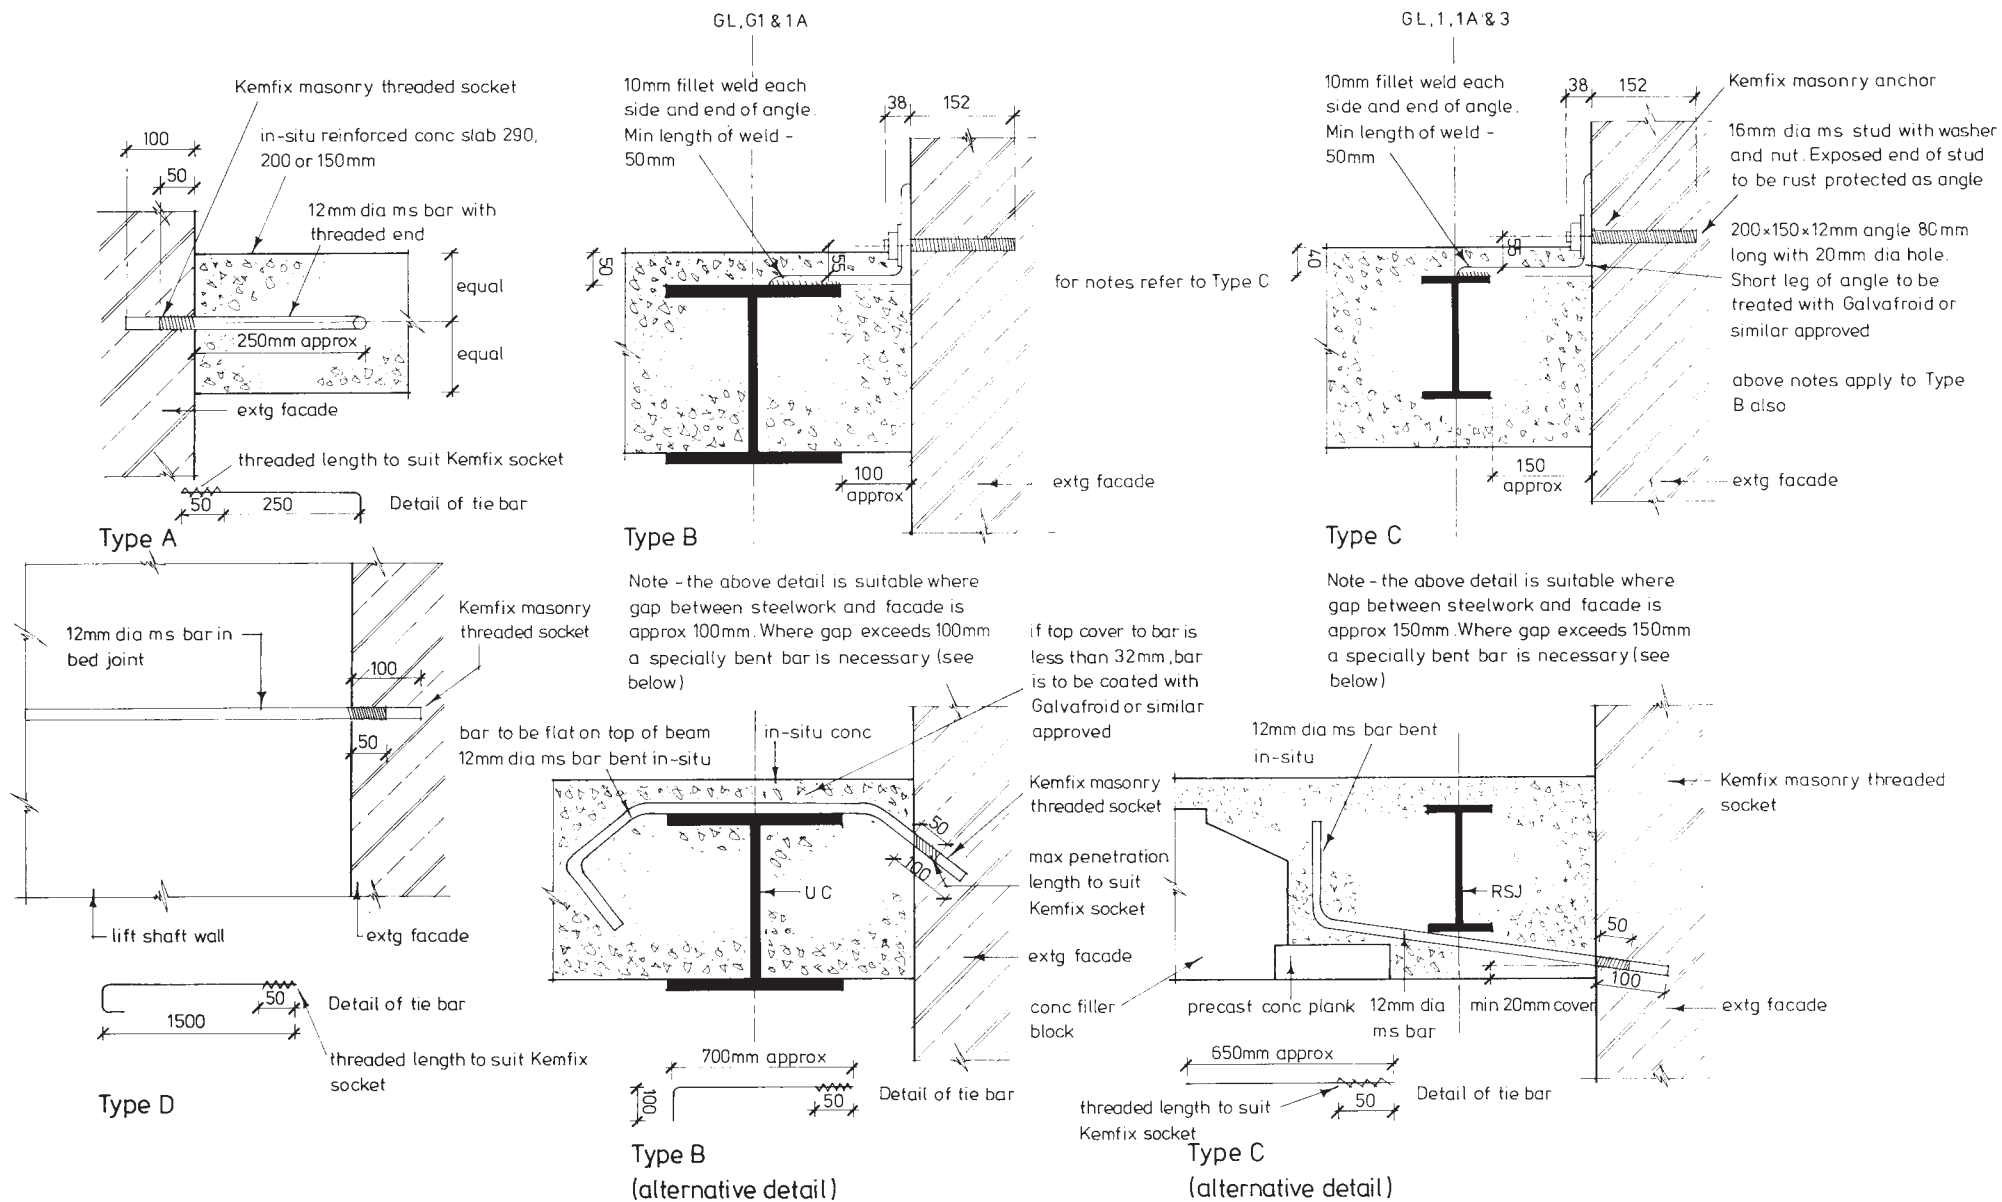 GL,G1 & 1A
GL,1,1A & 3
Kemfix masonry threaded socket
in-situ reinforced conc slab 290,
200 or 150mm
100
50
12mm dia ms bar with
threaded end
equal
equal
250mm approx
extg facade
threaded length to suit Kemfix socket
50
250
Detail of tie bar
Type A
10mm fillet weld each
side and end of angle.
Min length of weld -
50mm
38
152
50
55
for notes refer to Type C
100
approx
extg facade
Type B
Note - the above detail is suitable where
gap between steelwork and facade is
approx 100mm. Where gap exceeds 100mm
a specially bent bar is necessary (see
below)
10mm fillet weld each
side and end of angle.
Min length of weld -
50mm
38
152
Kemfix masonry anchor
16mm dia ms stud with washer
and nut. Exposed end of stud
to be rust protected as angle
200x150x12mm angle 80mm
long with 20mm dia hole.
Short leg of angle to be
treated with Galvafroid or
similar approved
above notes apply to Type
B also
40
55
150
approx
extg facade
Type C
Note - the above detail is suitable where
gap between steelwork and facade is
approx 150mm. Where gap exceeds 150mm
a specially bent bar is necessary (see
below)
12mm dia ms bar in
bed joint
Kemfix masonry
threaded socket
100
50
lift shaft wall
extg facade
50
1500
Detail of tie bar
threaded length to suit Kemfix
socket
Type D
bar to be flat on top of beam
12mm dia ms bar bent in-situ
in-situ conc
if top cover to bar is
less than 32mm, bar
is to be coated with
Galvafroid or similar
approved
Kemfix masonry
threaded socket
50
100
max penetration
length to suit
Kemfix socket
UC
extg facade
700mm approx
100
50
Detail of tie bar
Type B
(alternative detail)
12mm dia ms bar bent
in-situ
Kemfix masonry threaded
socket
RSJ
50
100
conc filler
block
precast conc plank
12mm dia
ms bar
min 20mm cover
extg facade
650mm approx
50
Detail of tie bar
threaded length to suit
Kemfix socket
Type C
(alternative detail)